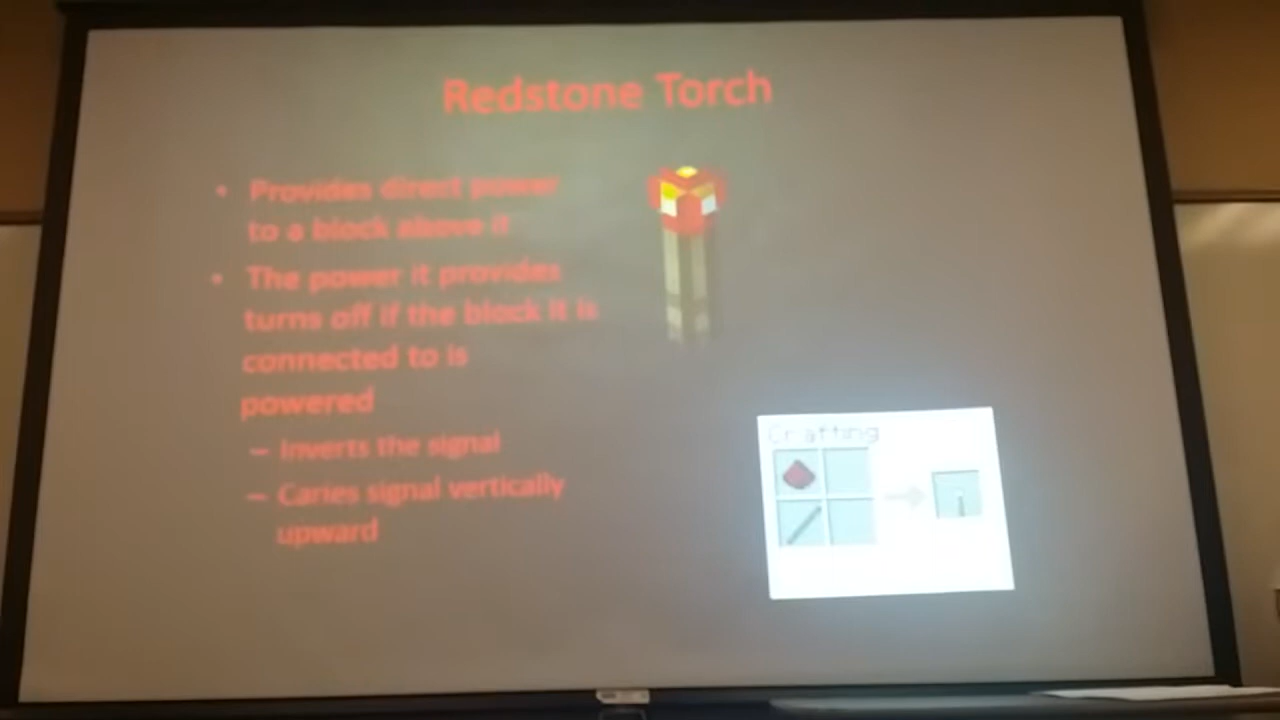 Redstone Torch
• Provides direct power
to a block above it
• The power it provides
turns off if the block it is
connected to is
powered
– Inverts the signal
– Caries signal vertically
upward
Crafting